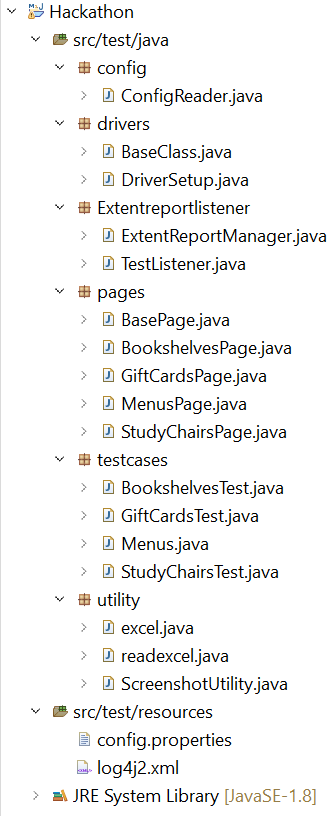 Hackathon
src/test/java
config
ConfigReader.java
drivers
BaseClass.java
DriverSetup.java
Extentreportlistener
ExtentReportManager.java
TestListener.java
pages
BasePage.java
BookshelvesPage.java
GiftCardsPage.java
MenusPage.java
StudyChairsPage.java
testcases
BookshelvesTest.java
GiftCardsTest.java
Menus.java
StudyChairsTest.java
utility
excel.java
readexcel.java
ScreenshotUtility.java
src/test/resources
config.properties
log4j2.xml
JRE System Library [JavaSE-1.8]